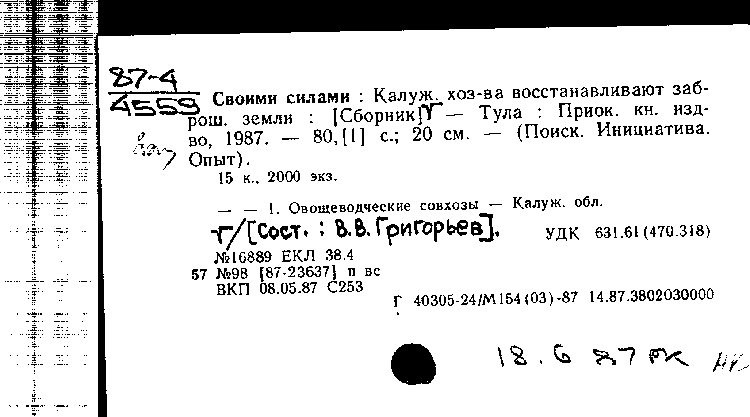 87-4
4559
Своими силами : Калуж. хоз-ва восстанавливают заб-
рош. земли : [Сборник] — Тула : Приок. кн. изд-
во, 1987. — 80,[1] с.; 20 см. — (Поиск. Инициатива.
Опыт).
15 к., 2000 экз.
— — 1. Овощеводческие совхозы — Калуж. обл.
/[Сост. : В.В. Григорьев].
УДК 631.61(470.318)
№16889 ЕКЛ 38.4
57 №98 [87-23637] п вс
ВКП 08.05.87 С253
Г 40305-24/М154(03)-87 14.87.3802030000
18.6 87 РК